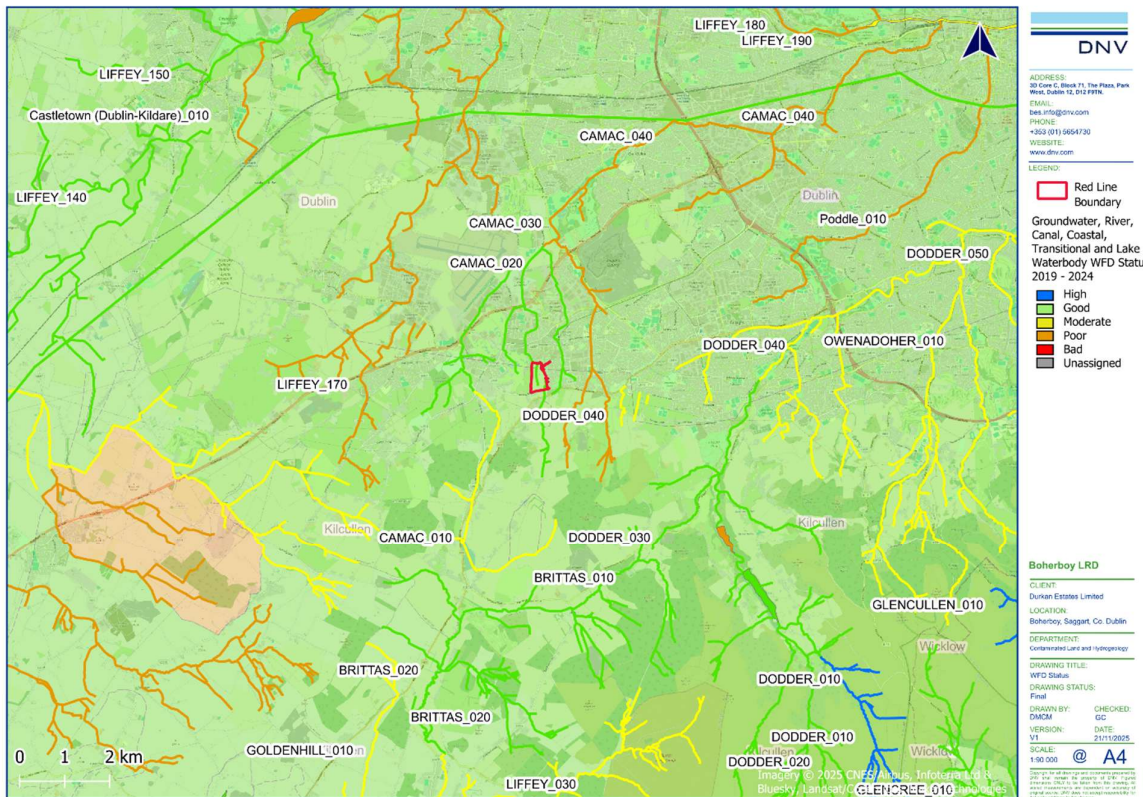 LIFFEY_180
LIFFEY_190
LIFFEY_150
Castletown (Dublin-Kildare)_010
CAMAC_040
CAMAC_040
LIFFEY_140
Dublin
Dublin
Poddle_010
CAMAC_030
DODDER_050
CAMAC_020
DODDER_040
OWENADOHER_010
LIFFEY_170
DODDER_040
Kilcullen
Kilcullen
CAMAC_010
DODDER_030
BRITTAS_010
GLENCULLEN_010
Wicklow
BRITTAS_020
DODDER_010
BRITTAS_020
DODDER_010
GOLDENHILL_010
DODDER_020
LIFFEY_030
GLENCREE_010
0 1 2 km
Imagery © 2025 CNES/Airbus, Infoterra Ltd &
Bluesky, Landsat/
DNV
ADDRESS:
3D Core C, Block 71, The Plaza, Park
West, Dublin 12, D12 F9TN.
EMAIL:
bes.info@dnv.com
PHONE:
+353 (01) 5654730
WEBSITE:
www.dnv.com
LEGEND:
Red Line
Boundary
Groundwater, River,
Canal, Coastal,
Transitional and Lake
Waterbody WFD Statu
2019 - 2024
High
Good
Moderate
Poor
Bad
Unassigned
Boherboy LRD
CLIENT:
Durkan Estates Limited
LOCATION:
Boherboy, Saggart, Co. Dublin
DEPARTMENT:
Contaminated Land and Hydrogeology
DRAWING TITLE:
WFD Status
DRAWING STATUS:
Final
DRAWN BY: CHECKED:
DMCM GC
VERSION: DATE:
V1 21/11/2025
SCALE:
1:90 000 @ A4